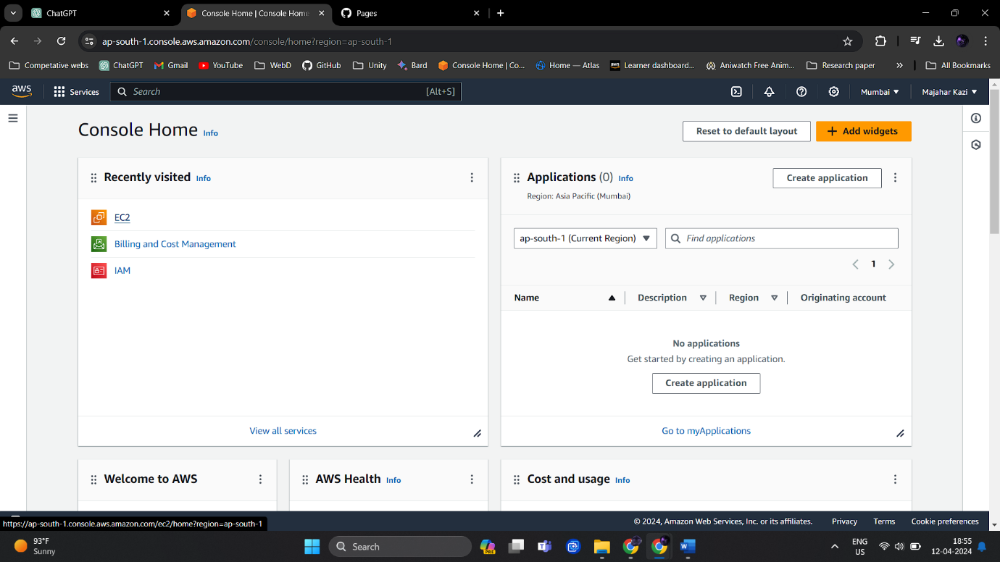 ChatGPT
Console Home | Console Home
Pages
ap-south-1.console.aws.amazon.com/console/home?region=ap-south-1
Competative webs ChatGPT Gmail YouTube WebD GitHub Unity Bard Console Home | Co... Home — Atlas Learner dashboard... Aniwatch Free Anim... Research paper » All Bookmarks
aws Services Search [Alt+S] Mumbai Majahar Kazi
Console Home Info
Reset to default layout
+ Add widgets
Recently visited Info
EC2
Billing and Cost Management
IAM
View all services
Applications (0) Info
Region: Asia Pacific (Mumbai)
Create application
ap-south-1 (Current Region)
Find applications
1
Name Description Region Originating account
No applications
Get started by creating an application.
Create application
Go to myApplications
Welcome to AWS
AWS Health Info
Cost and usage Info
https://ap-south-1.console.aws.amazon.com/ec2/home?region=ap-south-1
© 2024, Amazon Web Services, Inc. or its affiliates. Privacy Terms Cookie preferences
93°F
Sunny
Search
PRE
ENG
US
18:55
12-04-2024